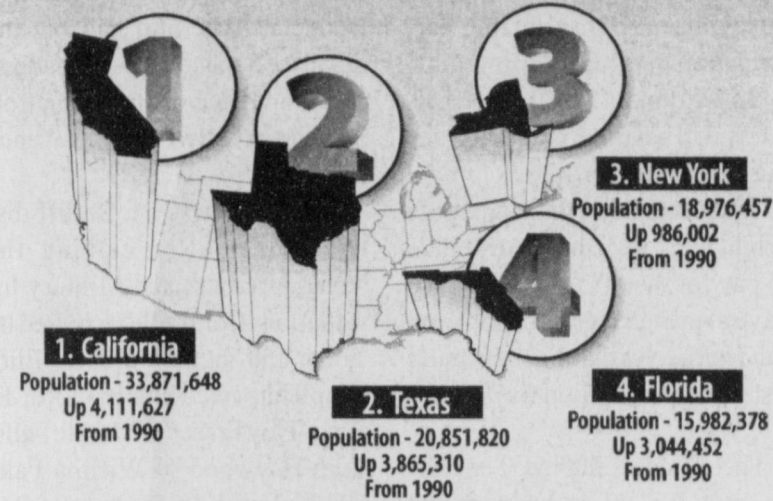 1
2
3
4
3. New York
Population - 18,976,457
Up 986,002
From 1990
1. California
Population - 33,871,648
Up 4,111,627
From 1990
2. Texas
Population - 20,851,820
Up 3,865,310
From 1990
4. Florida
Population - 15,982,378
Up 3,044,452
From 1990